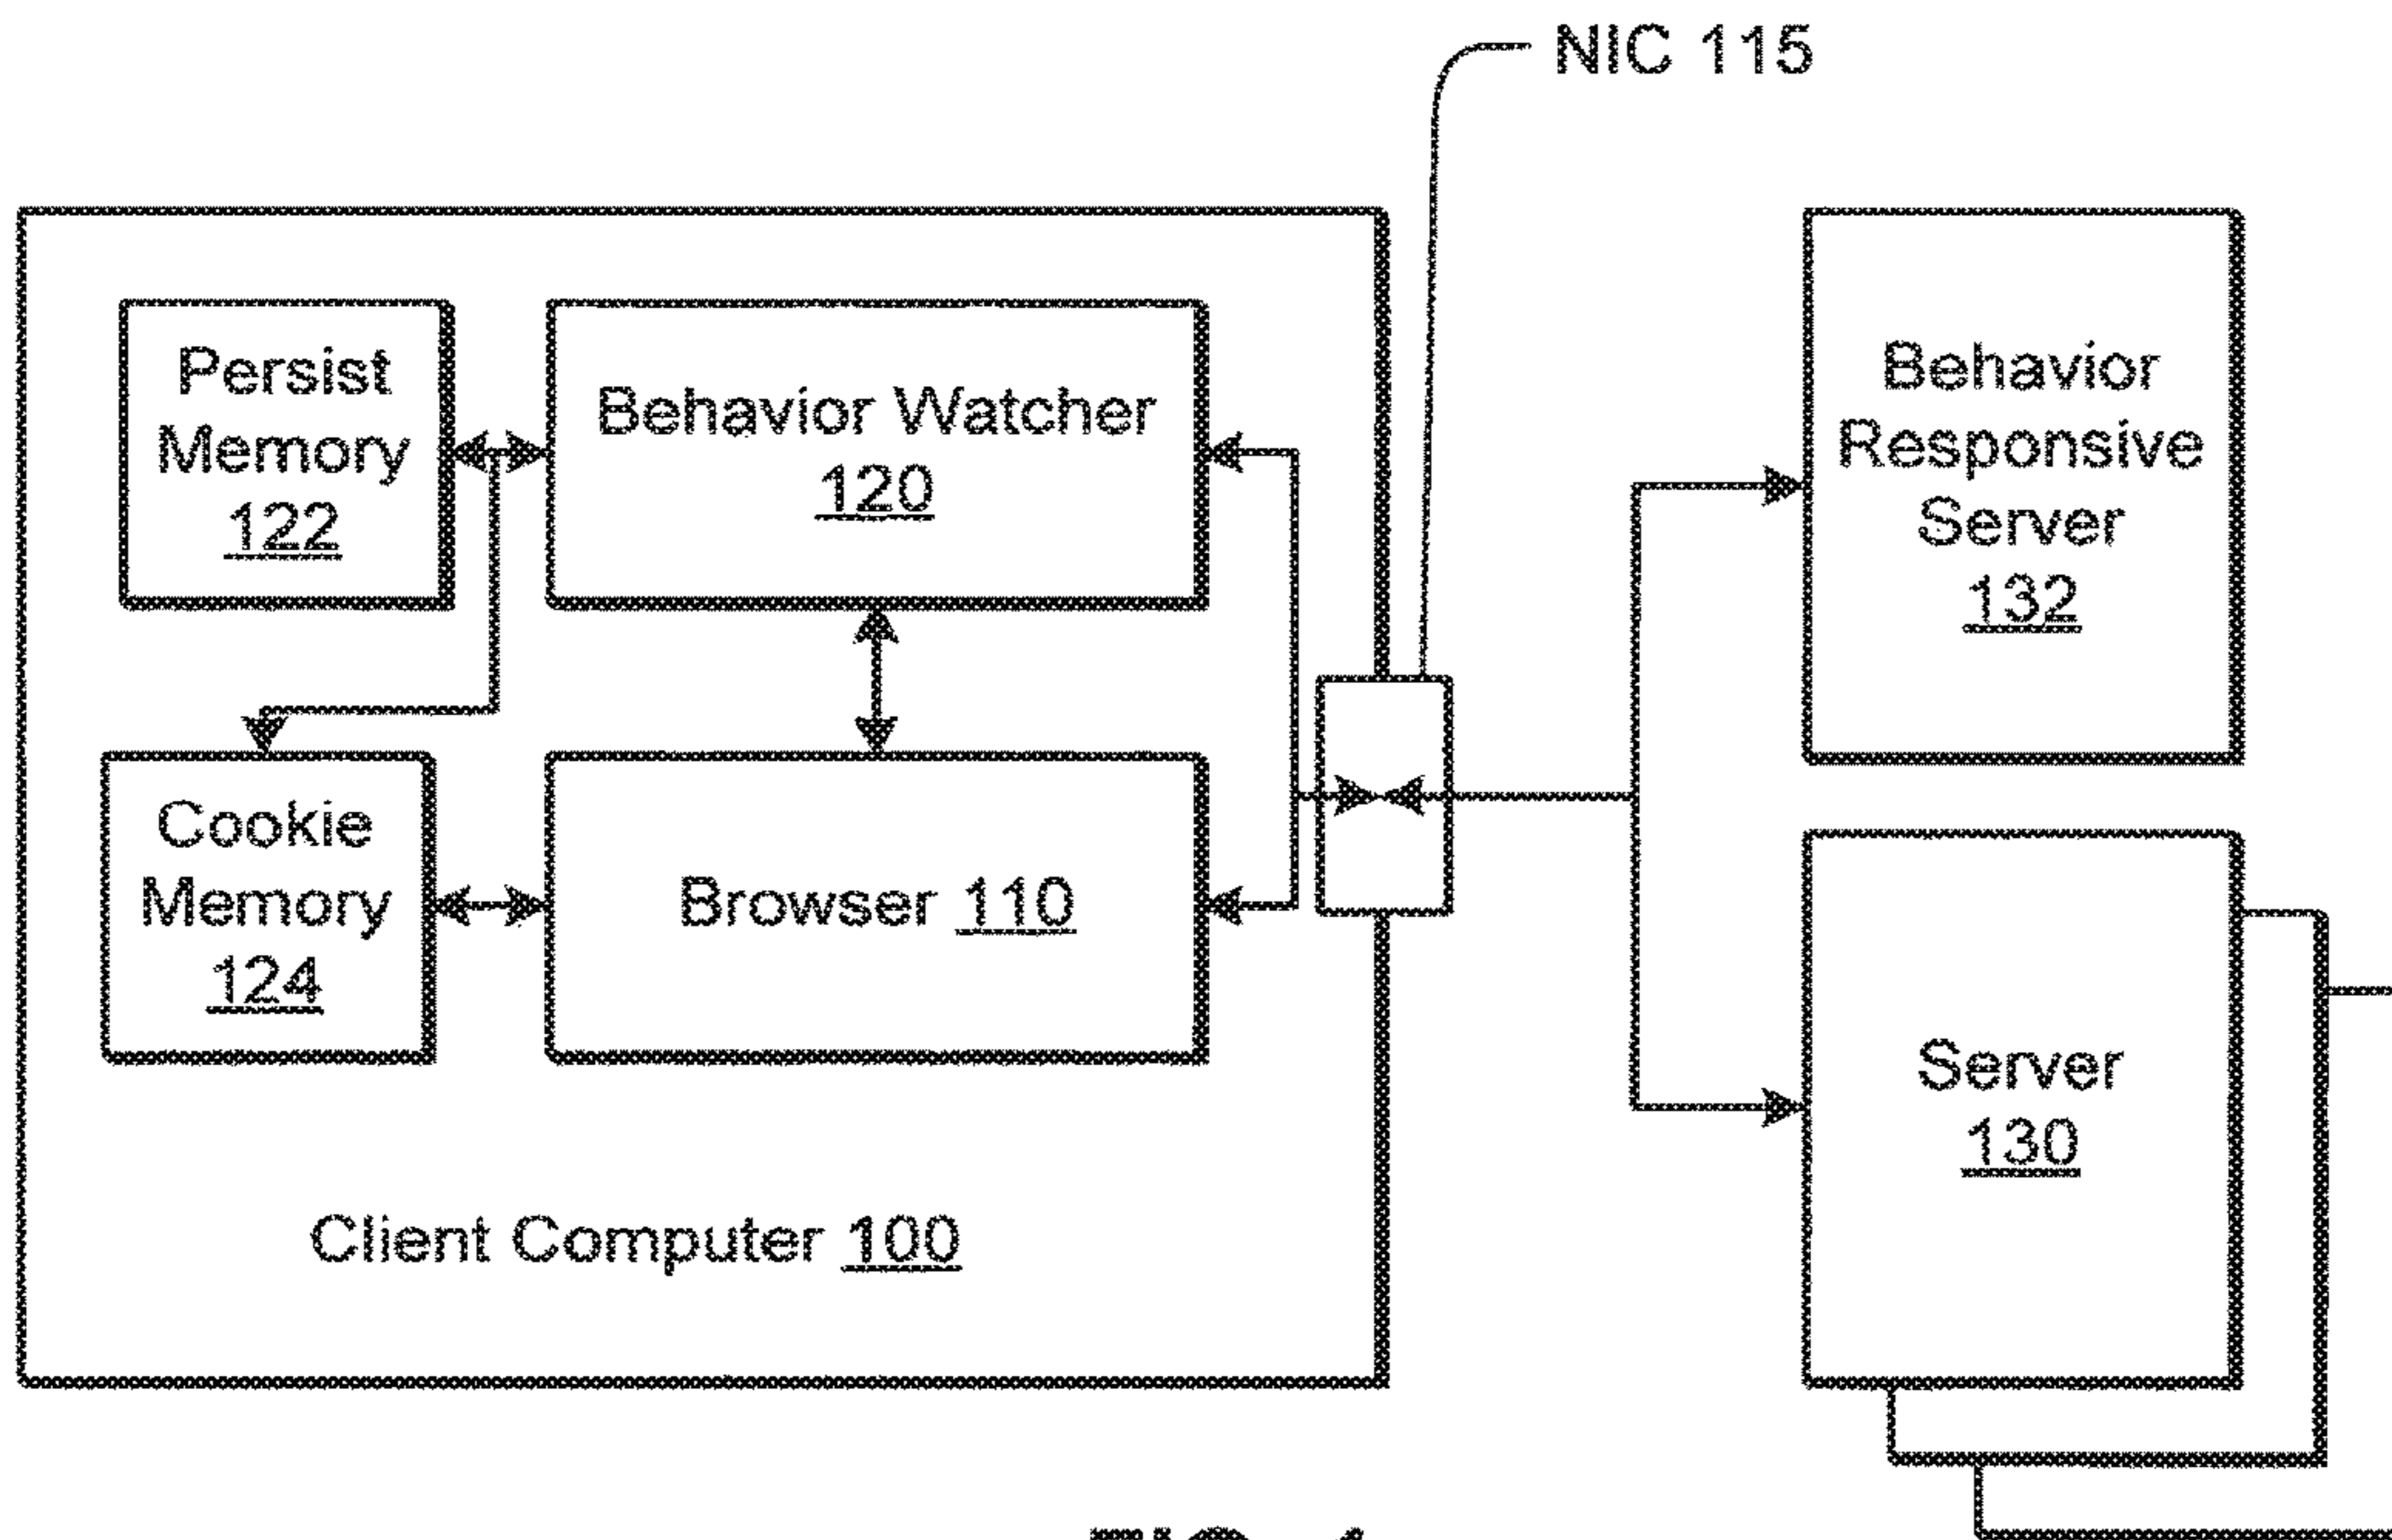 NIC 115
Persist
Memory
122
Behavior Watcher
120
Behavior
Responsive
Server
132
Cookie
Memory
124
Browser 110
Server
130
Client Computer 100